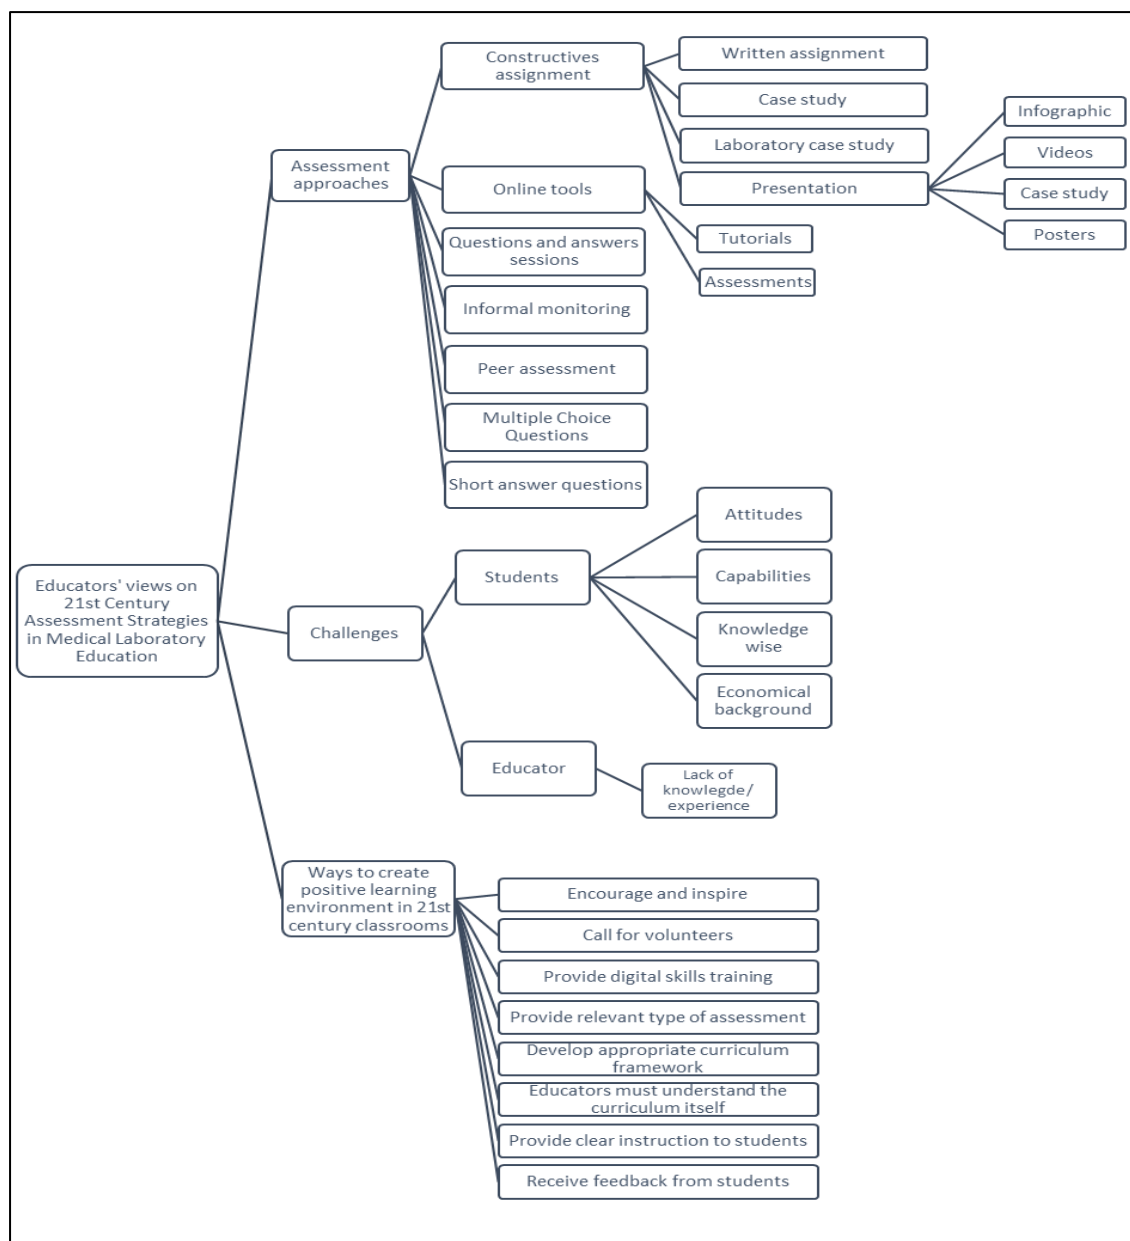 Constructives
assignment
Written assignment
Case study
Laboratory case study
Presentation
Infographic
Videos
Case study
Posters
Assessment
approaches
Online tools
Tutorials
Assessments
Questions and answers
sessions
Informal monitoring
Peer assessment
Multiple Choice
Questions
Short answer questions
Educators' views on
21st Century
Assessment Strategies
in Medical Laboratory
Education
Challenges
Students
Attitudes
Capabilities
Knowledge
wise
Economical
background
Educator
Lack of
knowlegde/
experience
Ways to create
positive learning
environment in 21st
century classrooms
Encourage and inspire
Call for volunteers
Provide digital skills training
Provide relevant type of assessment
Develop appropriate curriculum
framework
Educators must understand the
curriculum itself
Provide clear instruction to students
Receive feedback from students